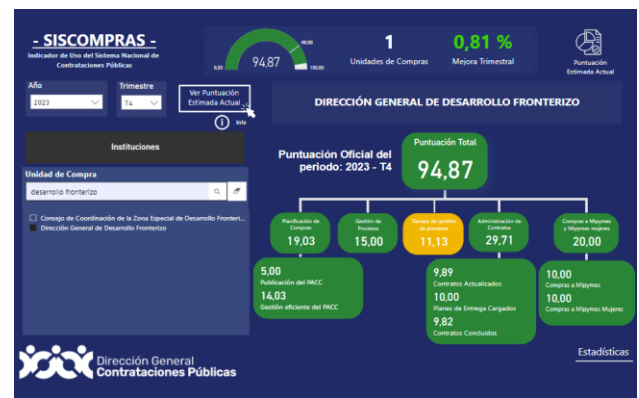 - SISCOMPRAS -
Indicador de Uso del Sistema Nacional de
Contrataciones Públicas
90,00
0,83
94,87
100,00
1
Unidades de Compras
0,81 %
Mejora Trimestral
Puntuación
Estimada Actual
Año
2023
Trimestre
T4
Ver Puntuación
Estimada Actual
Info
DIRECCIÓN GENERAL DE DESARROLLO FRONTERIZO
Instituciones
Unidad de Compra
desarrollo fronterizo
Consejo de Coordinación de la Zona Especial de Desarrollo Fronteri...
Dirección General de Desarrollo Fronterizo
Puntuación Oficial del
periodo: 2023 - T4
Puntuación Total
94,87
Planificación de
Compras
19,03
Gestión de
Procesos
15,00
Tiempo de gestión
de procesos
11,13
Administración de
Contratos
29,71
Compras a Mipymes
y Mipymes mujeres
20,00
5,00
Publicación del PACC
14,03
Gestión eficiente del PACC
9,89
Contratos Actualizados
10,00
Planes de Entrega Cargados
9,82
Contratos Concluidos
10,00
Compras a Mipymes
10,00
Compras a Mipymes Mujeres
Dirección General
Contrataciones Públicas
Estadísticas